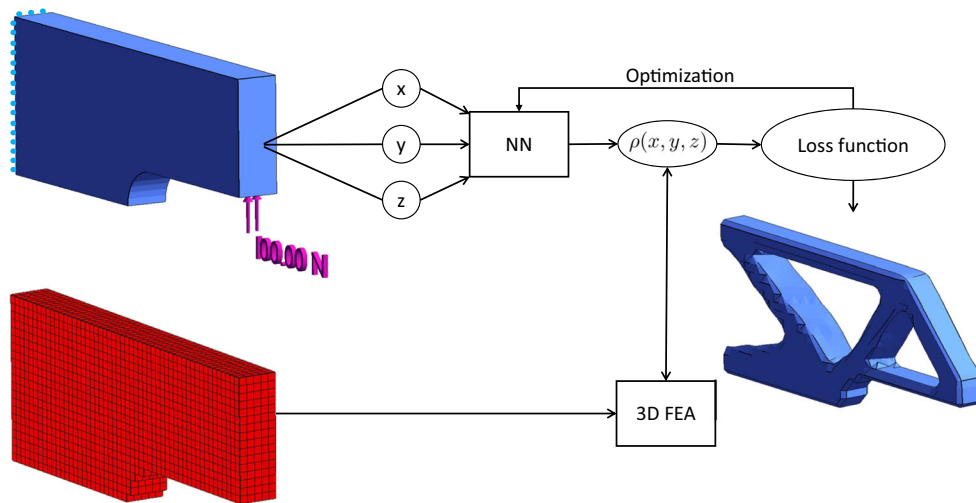 Optimization
x
y
z
NN
ρ(x, y, z)
Loss function
100.00 N
3D FEA